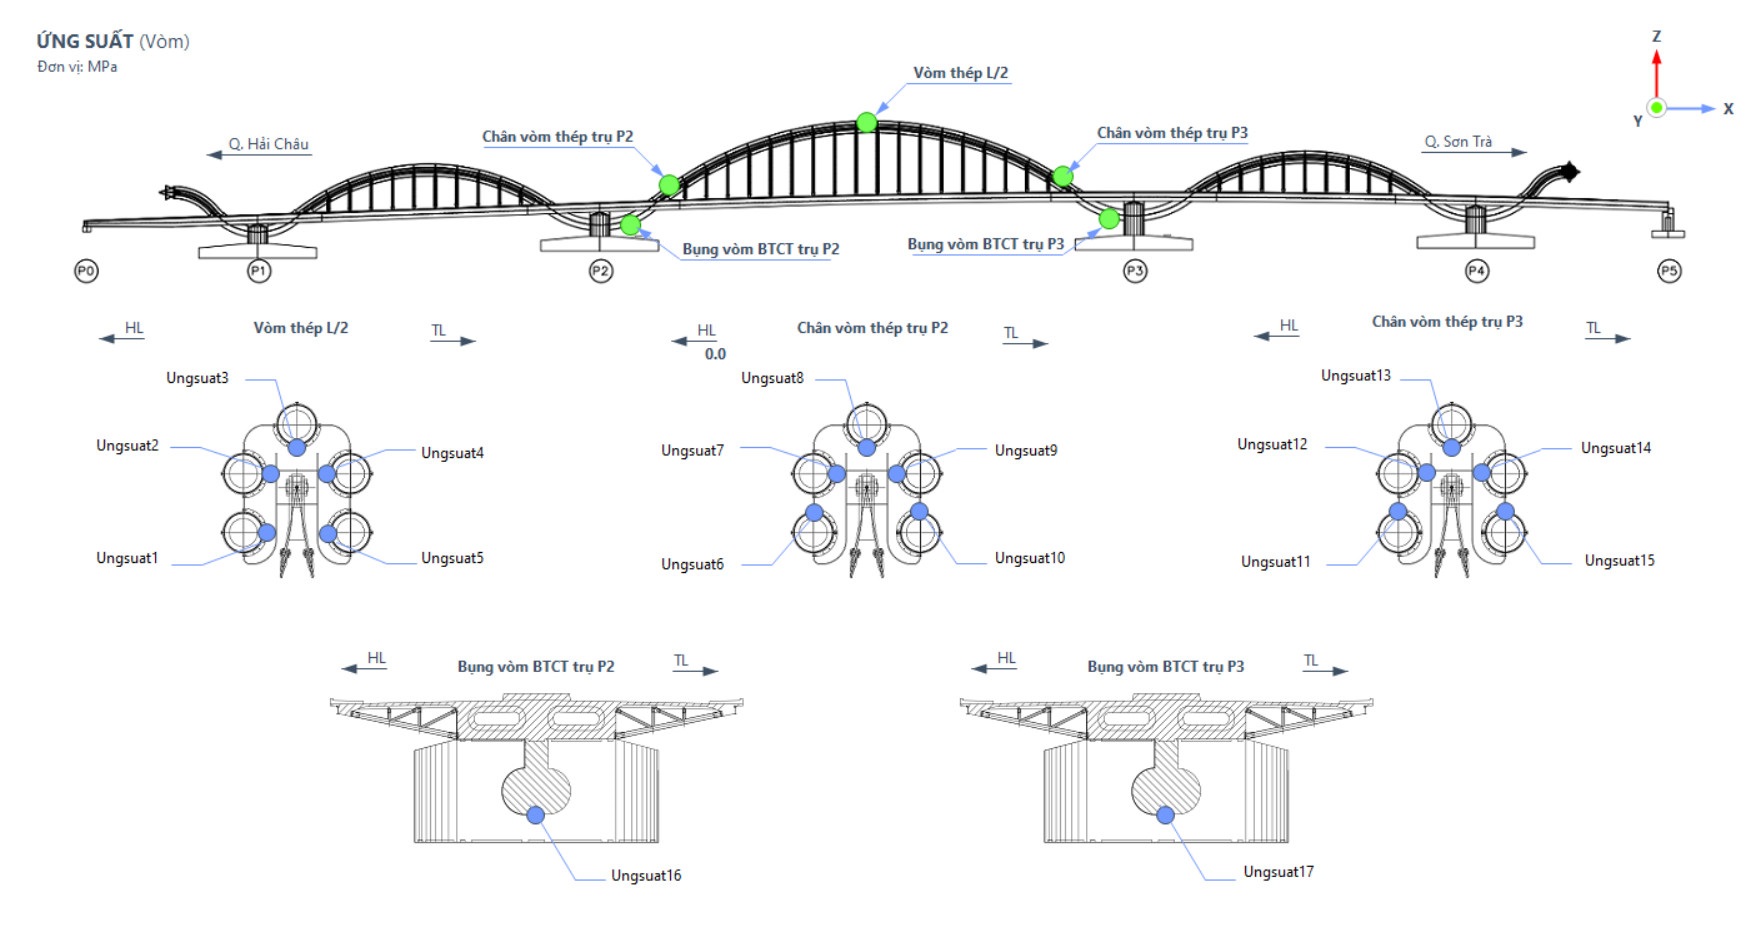 ỨNG SUẤT (Vòm)
Đơn vị: MPa
Vòm thép L/2
Z
Y
X
Q. Hải Châu
Chân vòm thép trụ P2
Chân vòm thép trụ P3
Q. Sơn Trà
Bụng vòm BTCT trụ P2
Bụng vòm BTCT trụ P3
P0
P1
P2
P3
P4
P5
HL
Vòm thép L/2
TL
HL
0.0
Chân vòm thép trụ P2
TL
HL
Chân vòm thép trụ P3
TL
Ungsuat3
Ungsuat2
Ungsuat4
Ungsuat1
Ungsuat5
Ungsuat8
Ungsuat7
Ungsuat9
Ungsuat6
Ungsuat10
Ungsuat13
Ungsuat12
Ungsuat14
Ungsuat11
Ungsuat15
HL
Bụng vòm BTCT trụ P2
TL
Ungsuat16
HL
Bụng vòm BTCT trụ P3
TL
Ungsuat17